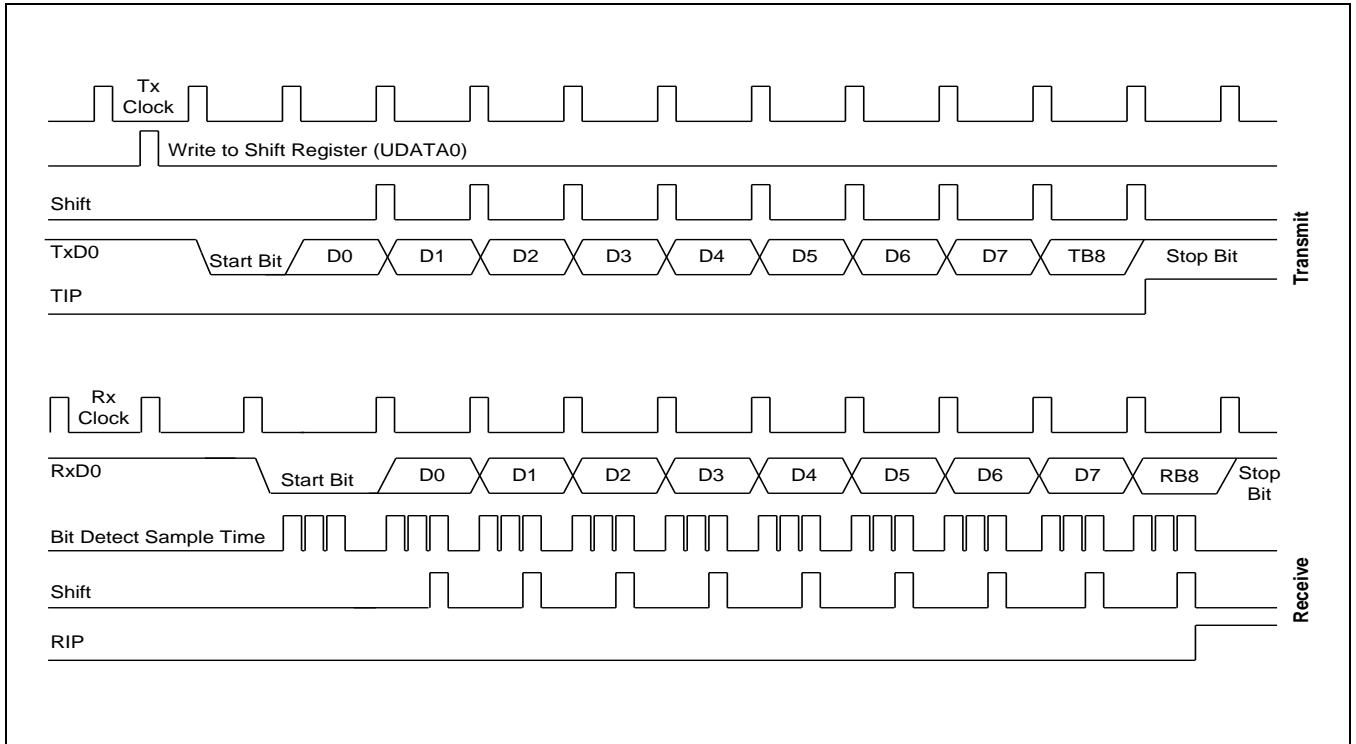 Tx
Clock
Write to Shift Register (UDATA0)
Shift
TxD0
Start Bit
D0
D1
D2
D3
D4
D5
D6
D7
TB8
Stop Bit
TIP
Transmit
Rx
Clock
RxD0
Start Bit
D0
D1
D2
D3
D4
D5
D6
D7
RB8
Stop
Bit
Bit Detect Sample Time
Shift
RIP
Receive